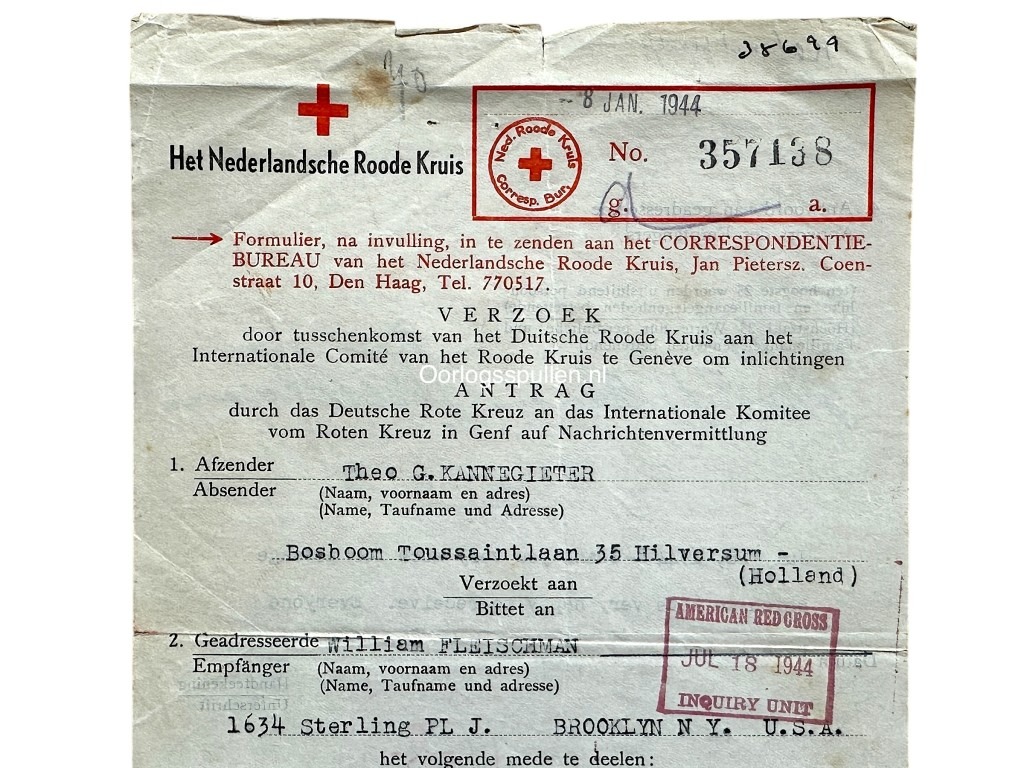 38699
- 8 JAN. 1944
Het Nederlandsche Roode Kruis
Ned. Roode Kruis
Corresp. Bur.
No. 357138
g. a.
Formulier, na invulling, in te zenden aan het CORRESPONDENTIE-
BUREAU van het Nederlandsche Roode Kruis, Jan Pietersz. Coen-
straat 10, Den Haag, Tel. 770517.
VERZOEK
door tusschenkomst van het Duitsche Roode Kruis aan het
Internationale Comité van het Roode Kruis te Genève om inlichtingen
Oorlogsspullen.nl
ANTRAG
durch das Deutsche Rote Kreuz an das Internationale Komitee
vom Roten Kreuz in Genf auf Nachrichtenvermittlung
1. Afzender Theo G. KANNEGIETER
Absender (Naam, voornaam en adres)
(Name, Taufname und Adresse)
Bosboom Toussaintlaan 35 Hilversum -
(Holland)
Verzoekt aan
Bittet an
AMERICAN RED CROSS
JUL 18 1944
INQUIRY UNIT
2. Geadresseerde William FLEISCHMAN
Empfänger (Naam, voornaam en adres)
(Name, Taufname und Adresse)
1634 Sterling PL J. BROOKLYN N Y. U.S.A.
het volgende mede te deelen: